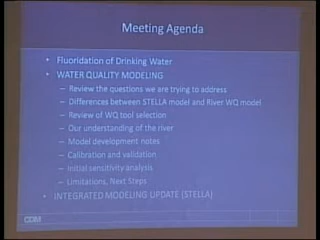 Meeting Agenda
• Fluoridation of Drinking Water
• WATER QUALITY MODELING
– Review the questions we are trying to address
– Differences between STELLA model and River WQ model
– Review of WQ tool selection
– Our understanding of the river
– Model development notes
– Calibration and validation
– Initial sensitivity analysis
– Limitations, Next Steps
• INTEGRATED MODELING UPDATE (STELLA)
CDM